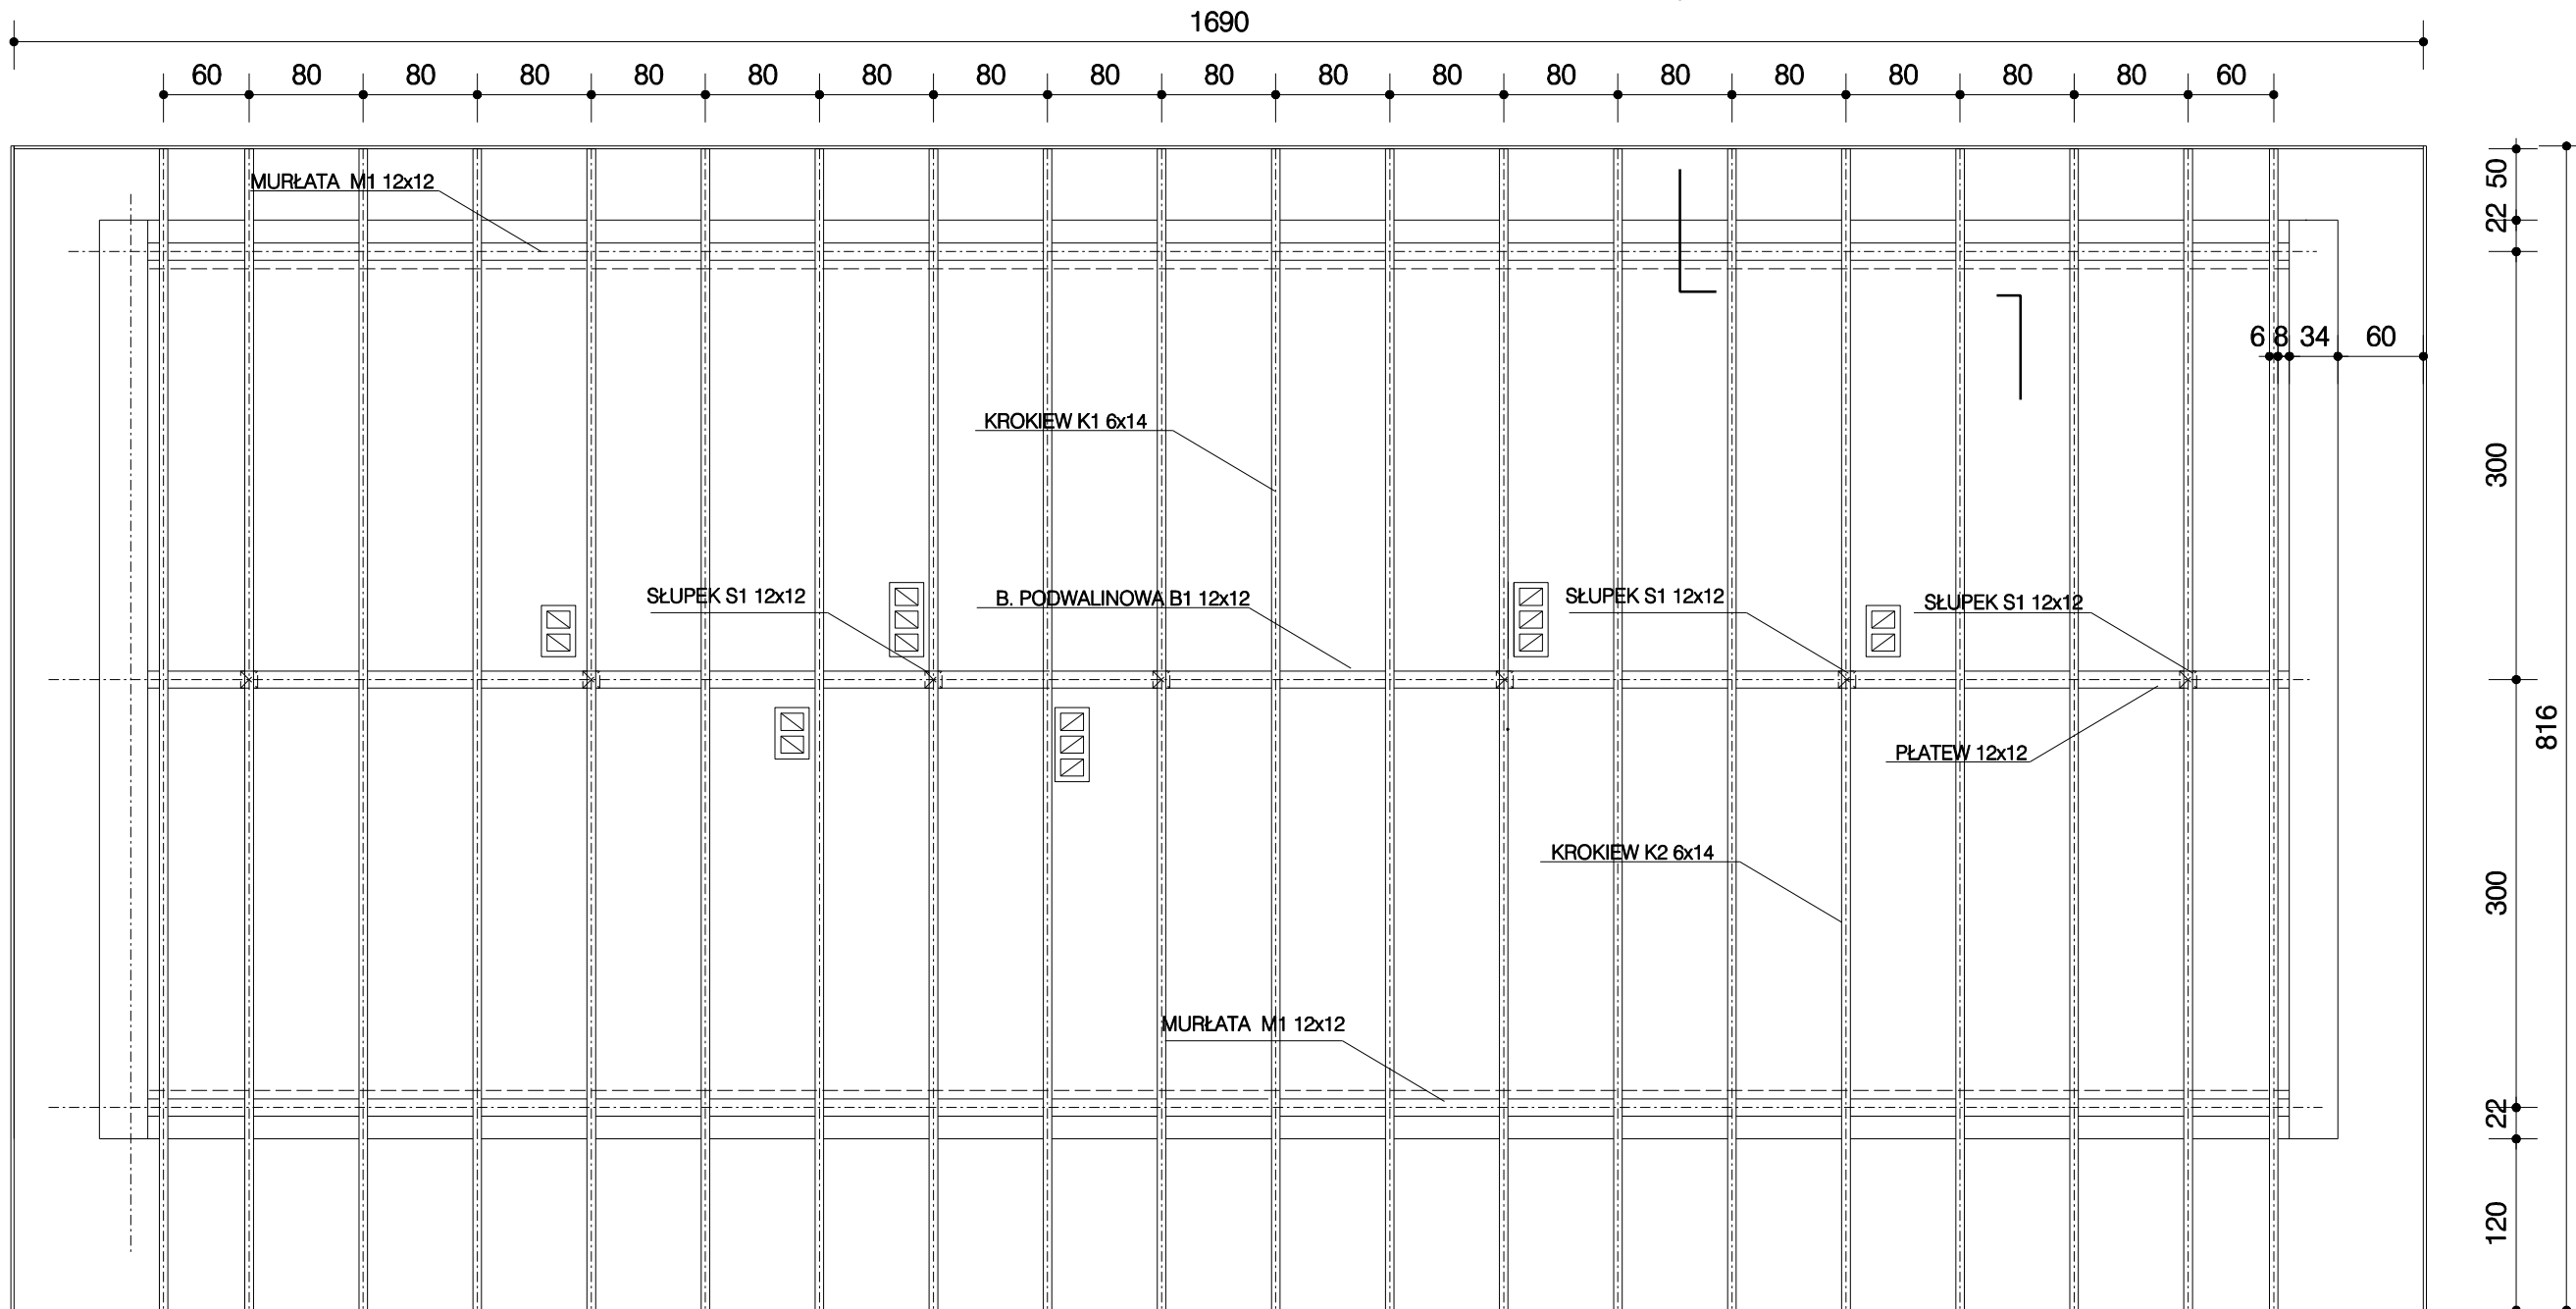 1690
60 80 80 80 80 80 80 80 80 80 80 80 80 80 80 80 80 80 60
MURŁATA M1 12x12
50
22
6 8 34 60
KROKIEW K1 6x14
300
SŁUPEK S1 12x12
B. PODWALINOWA B1 12x12
SŁUPEK S1 12x12
SŁUPEK S1 12x12
PŁATEW 12x12
816
KROKIEW K2 6x14
300
MURŁATA M1 12x12
22
120